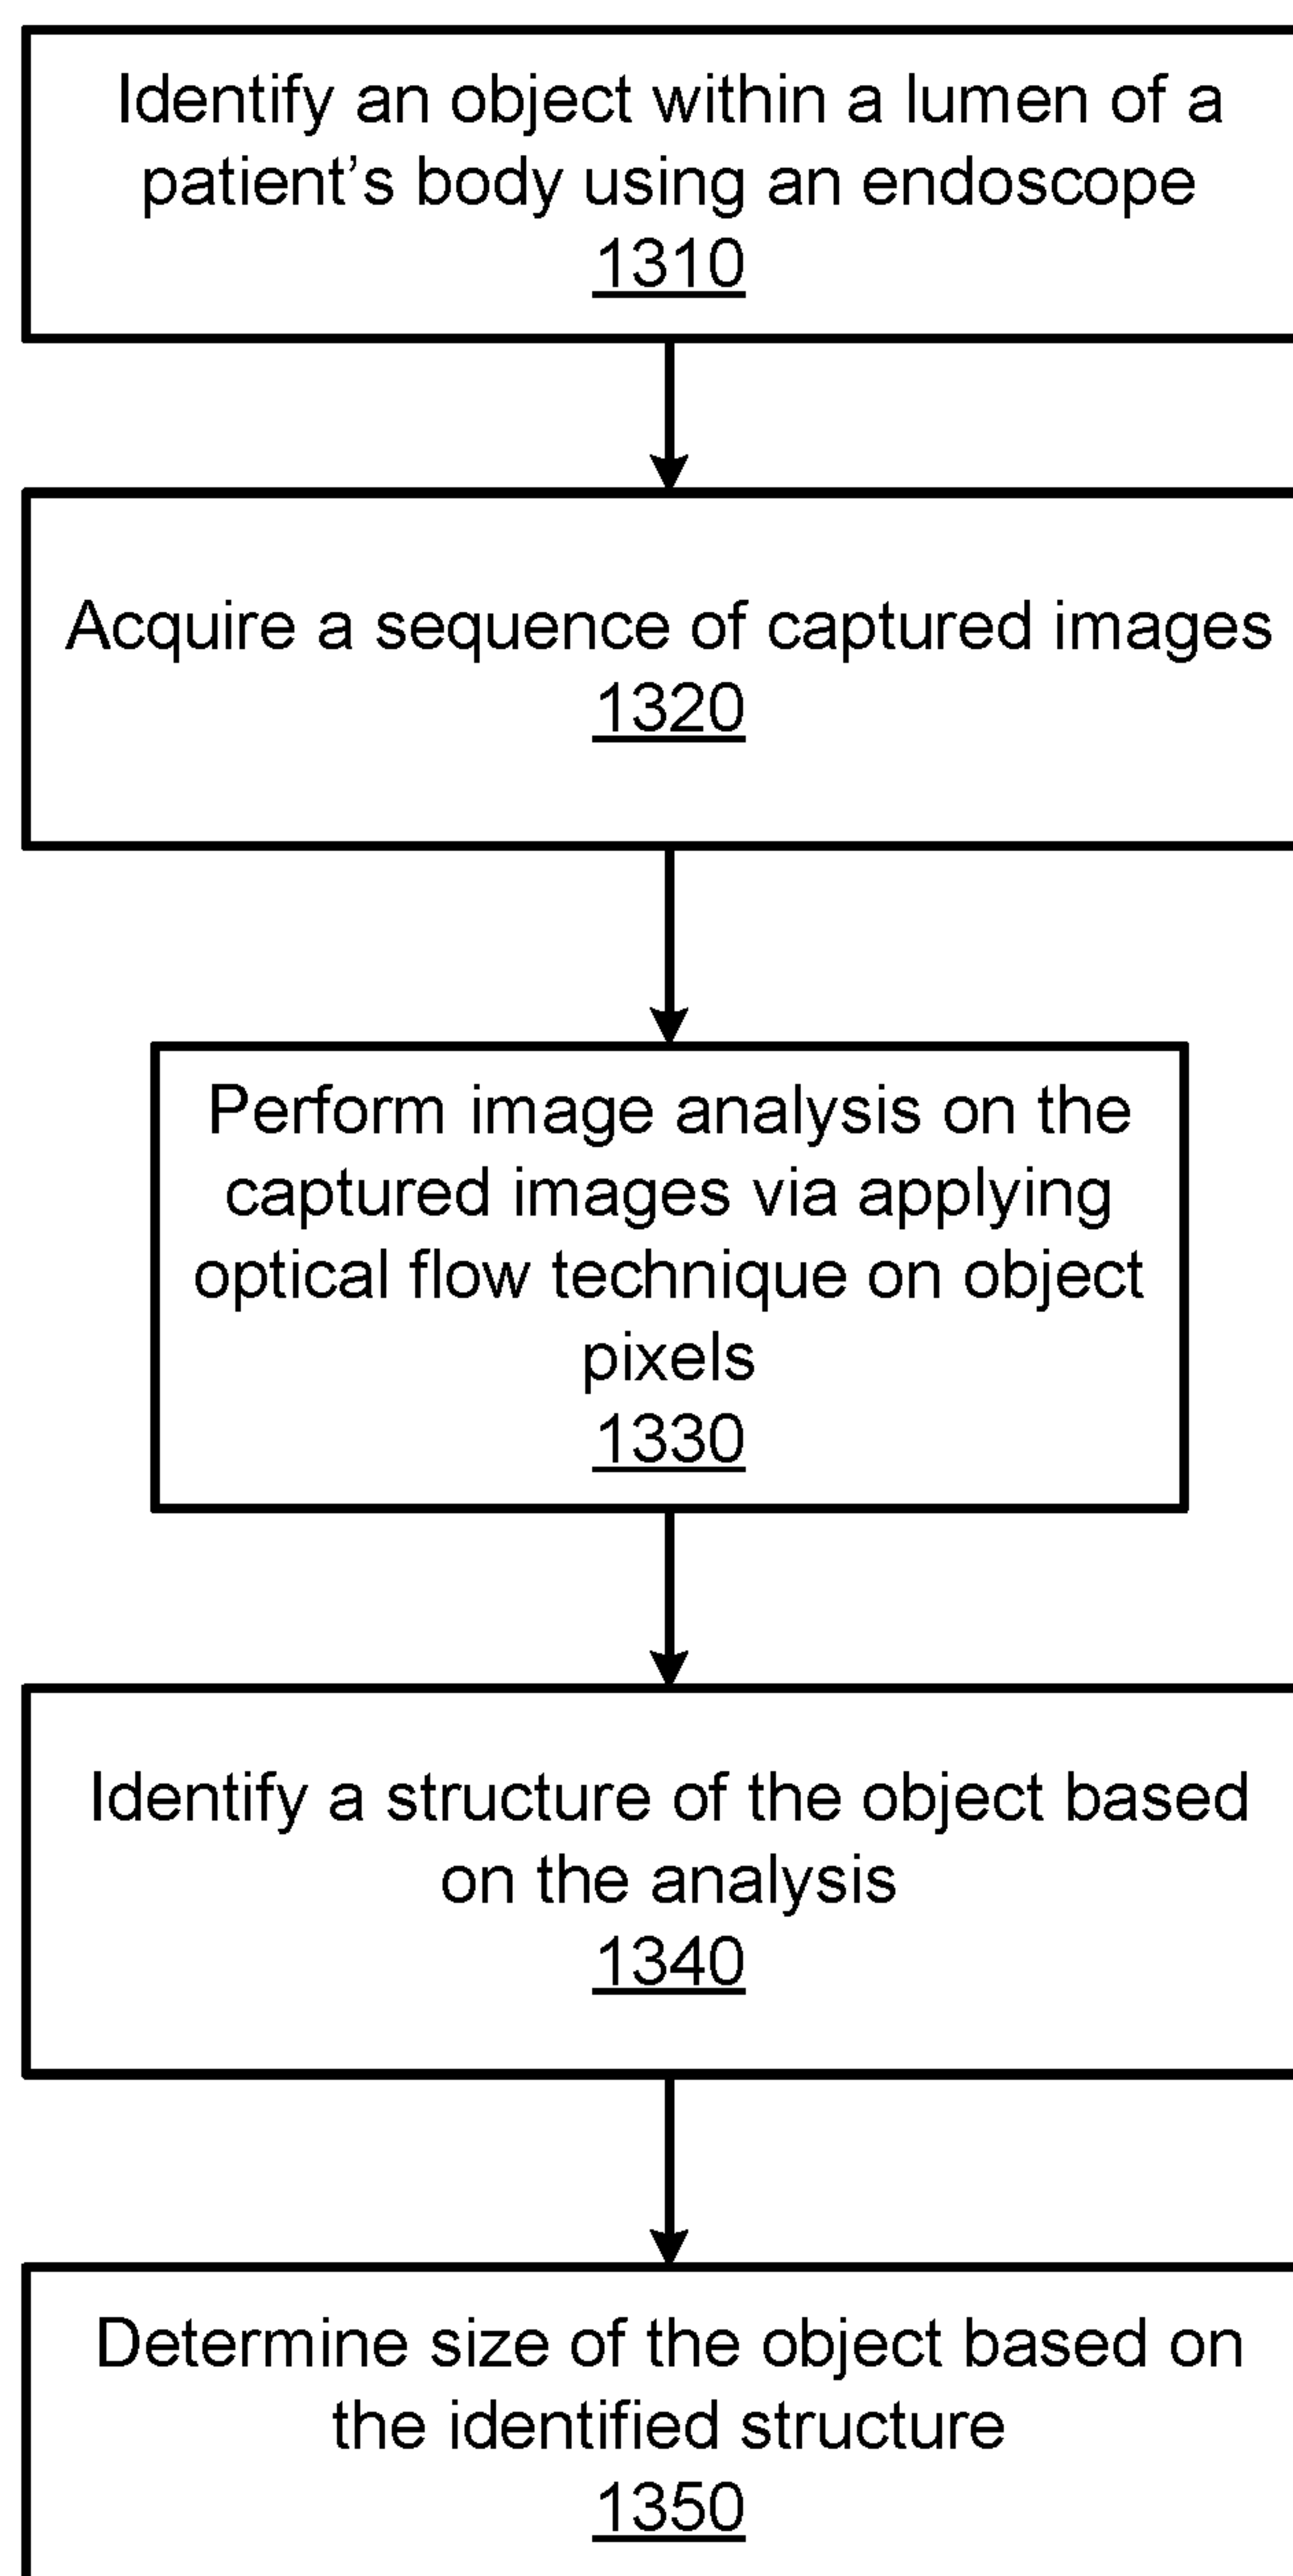 Identify an object within a lumen of a
patient’s body using an endoscope
1310
Acquire a sequence of captured images
1320
Perform image analysis on the
captured images via applying
optical flow technique on object
pixels
1330
Identify a structure of the object based
on the analysis
1340
Determine size of the object based on
the identified structure
1350